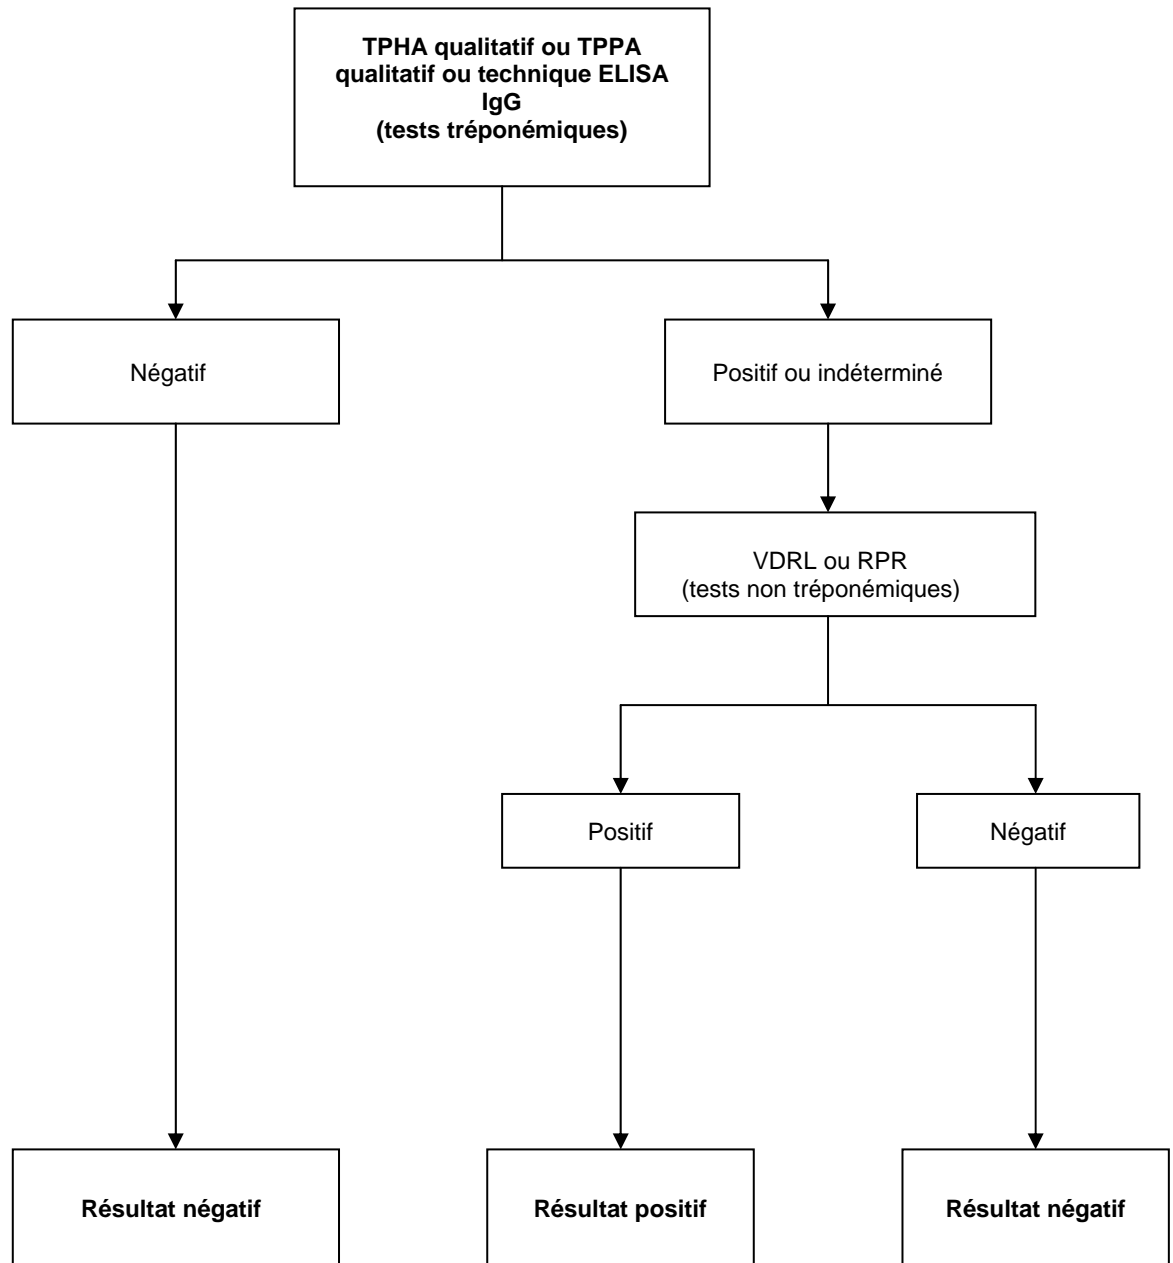 TPHA qualitatif ou TPPA
qualitatif ou technique ELISA
IgG
(tests tréponémiques)
Négatif
Positif ou indéterminé
VDRL ou RPR
(tests non tréponémiques)
Positif
Négatif
Résultat négatif
Résultat positif
Résultat négatif